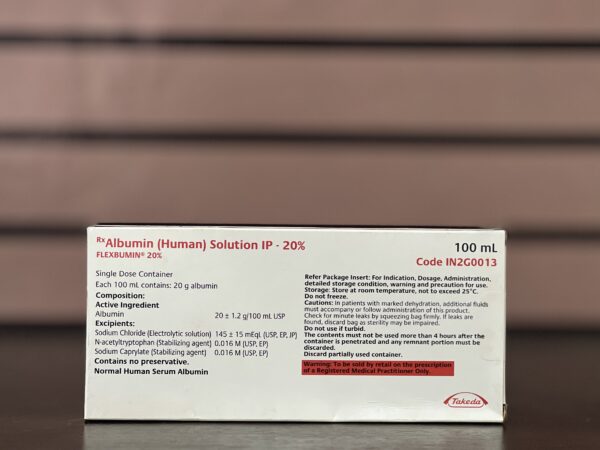 RxAlbumin (Human) Solution IP - 20%
FLEXBUMIN® 20%
100 mL
Code IN2G0013
Single Dose Container
Each 100 mL contains: 20 g albumin
Composition:
Active Ingredient
Albumin 20 ± 1.2 g/100 mL USP
Excipients:
Sodium Chloride (Electrolytic solution) 145 ± 15 mEql. (USP, EP, IP)
N-acetyltryptophan (Stabilizing agent) 0.016 M (USP, EP)
Sodium Caprylate (Stabilizing agent) 0.016 M (USP, EP)
Contains no preservative.
Normal Human Serum Albumin
Refer Package Insert: For Indication, Dosage, Administration,
detailed storage condition, warning and precaution for use.
Storage: Store at room temperature, not to exceed 25°C.
Do not freeze.
Cautions: In patients with marked dehydration, additional fluids
must accompany or follow administration of this product.
Check for minute leaks by squeezing bag firmly. If leaks are
found, discard bag as sterility may be impaired.
Do not use if turbid.
The contents must not be used more than 4 hours after the
container is penetrated and any remnant portion must be
discarded.
Discard partially used container.
Warning: To be sold by retail on the prescription
of a Registered Medical Practitioner Only.
Takeda